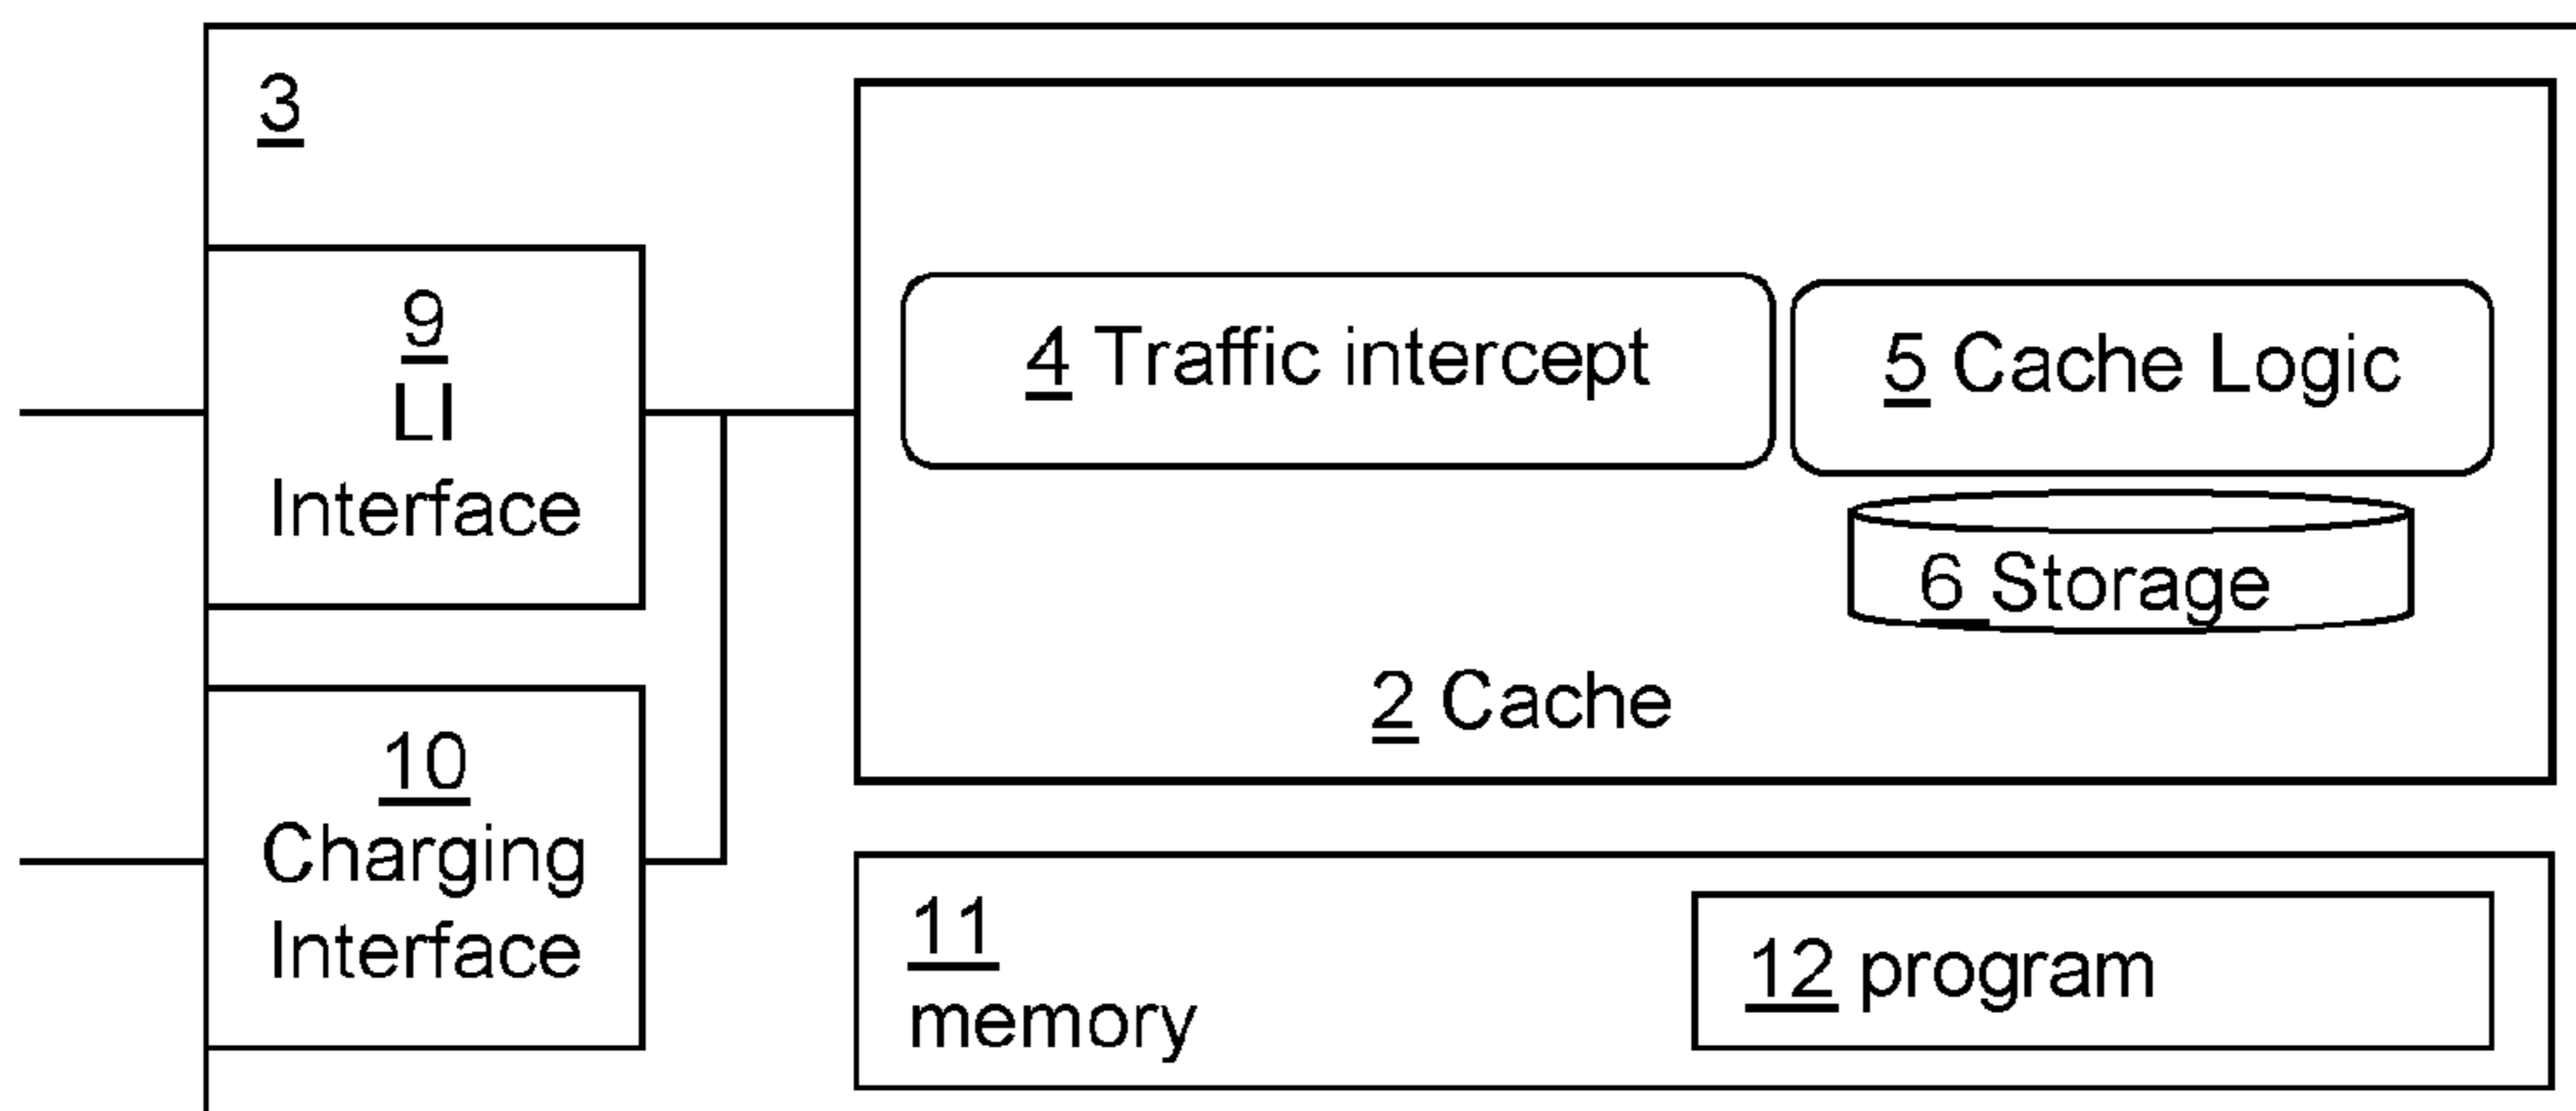 3
9
LI
Interface
4 Traffic intercept
5 Cache Logic
6 Storage
2 Cache
10
Charging
Interface
11
memory
12 program